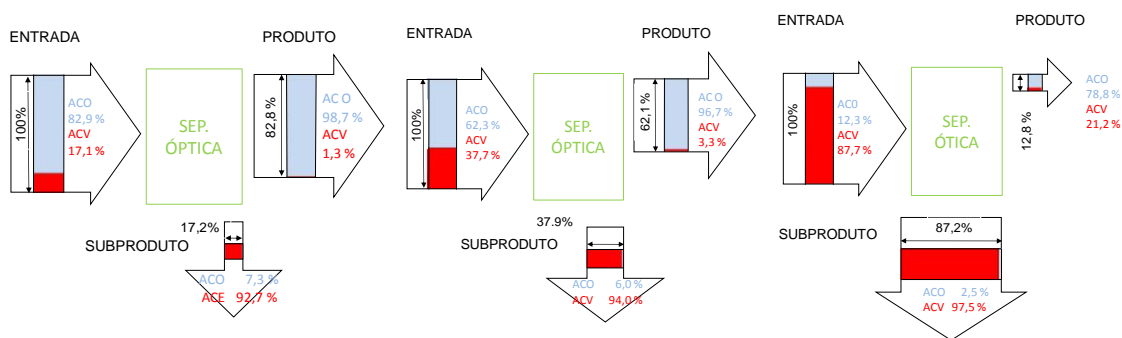 ENTRADA
PRODUTO
100%
ACO
82,9 %
ACV
17,1 %
SEP.
ÓPTICA
82,8 %
AC O
98,7 %
ACV
1,3 %
17,2%
SUBPRODUTO
ACO 7,3 %
ACE 92,7 %
ENTRADA
PRODUTO
100%
ACO
62,3 %
ACV
37,7 %
SEP.
ÓPTICA
62,1 %
AC O
96,7 %
ACV
3,3 %
37.9%
SUBPRODUTO
ACO 6,0 %
ACV 94,0 %
ENTRADA
PRODUTO
100%
AC0
12,3 %
ACV
87,7 %
SEP.
ÓTICA
12,8 %
ACO
78,8 %
ACV
21,2 %
SUBPRODUTO
87,2%
ACO 2,5 %
ACV 97,5 %